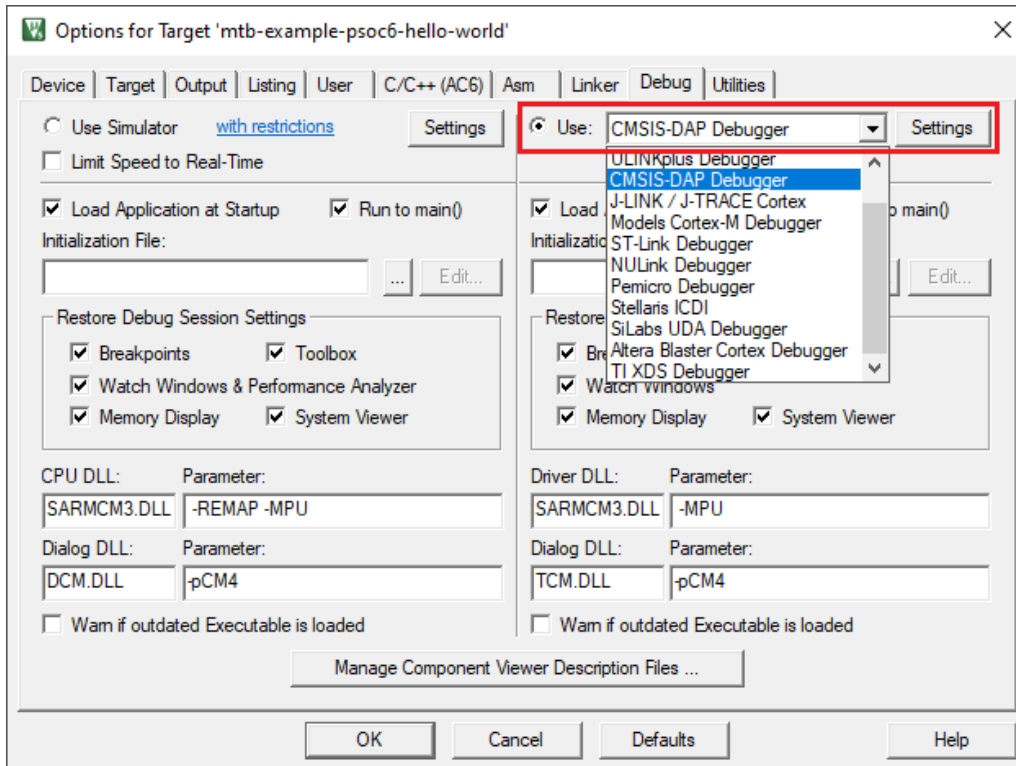 Options for Target 'mtb-example-psoc6-hello-world'
Device Target Output Listing User C/C++ (AC6) Asm Linker Debug Utilities
Use Simulator with restrictions Settings
Limit Speed to Real-Time
Load Application at Startup Run to main()
Initialization File:
... Edit...
Restore Debug Session Settings
Breakpoints Toolbox
Watch Windows & Performance Analyzer
Memory Display System Viewer
CPU DLL: Parameter:
SARMCM3.DLL -REMAP -MPU
Dialog DLL: Parameter:
DCM.DLL -pCM4
Warn if outdated Executable is loaded
Use: CMSIS-DAP Debugger Settings
ULINKplus Debugger
CMSIS-DAP Debugger
J-LINK / J-TRACE Cortex
Models Cortex-M Debugger
ST-Link Debugger
NULink Debugger
Pemicro Debugger
Stellaris ICDI
SiLabs UDA Debugger
Altera Blaster Cortex Debugger
TI XDS Debugger
Load main()
Edit...
Restore
Watch Windows
Memory Display System Viewer
Driver DLL: Parameter:
SARMCM3.DLL -MPU
Dialog DLL: Parameter:
TCM.DLL -pCM4
Warn if outdated Executable is loaded
Manage Component Viewer Description Files ...
OK Cancel Defaults Help